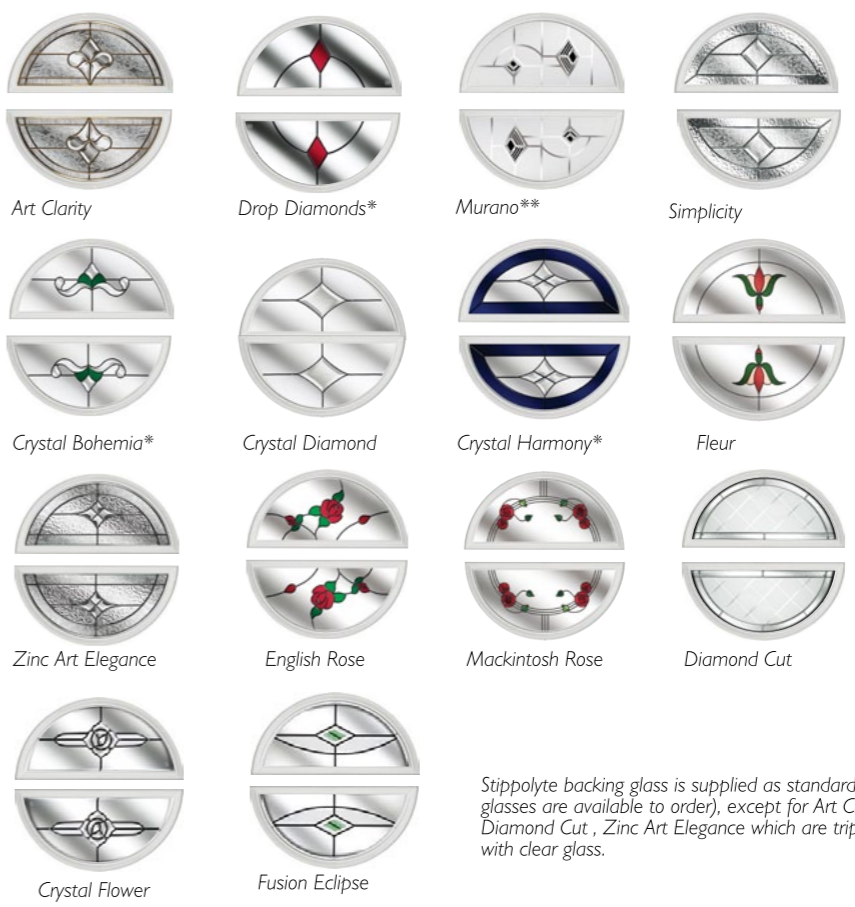 Art Clarity
Drop Diamonds*
Murano**
Simplicity
Crystal Bohemia*
Crystal Diamond
Crystal Harmony*
Fleur
Zinc Art Elegance
English Rose
Mackintosh Rose
Diamond Cut
Crystal Flower
Fusion Eclipse
Stippolyte backing glass is supplied as standard
glasses are available to order), except for Art C
Diamond Cut , Zinc Art Elegance which are trip
with clear glass.